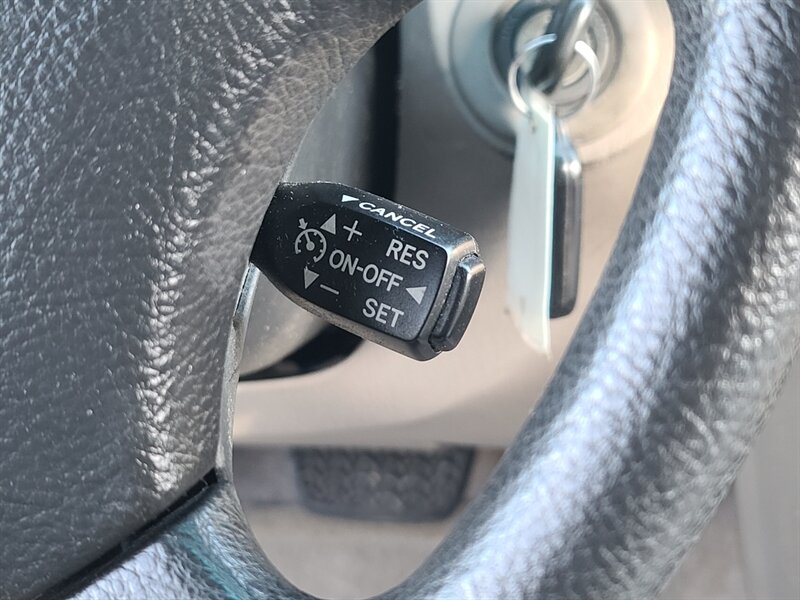 CANCEL
+ RES
ON-OFF
– SET